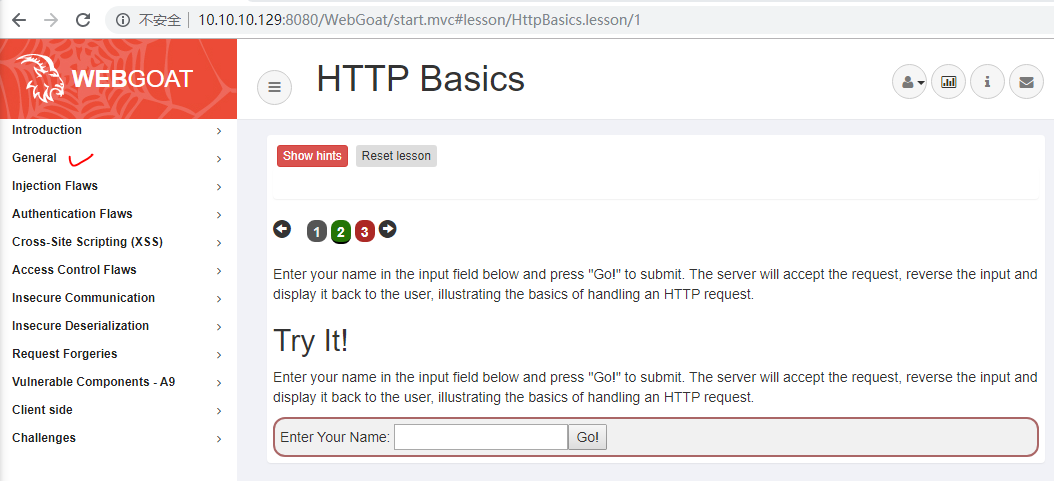 不安全 10.10.10.129:8080/WebGoat/start.mvc#lesson/HttpBasics.lesson/1
WEBGOAT
HTTP Basics
Introduction
General
Injection Flaws
Authentication Flaws
Cross-Site Scripting (XSS)
Access Control Flaws
Insecure Communication
Insecure Deserialization
Request Forgeries
Vulnerable Components - A9
Client side
Challenges
Show hints Reset lesson
1 2 3
Enter your name in the input field below and press "Go!" to submit. The server will accept the request, reverse the input and
display it back to the user, illustrating the basics of handling an HTTP request.
Try It!
Enter your name in the input field below and press "Go!" to submit. The server will accept the request, reverse the input and
display it back to the user, illustrating the basics of handling an HTTP request.
Enter Your Name: Go!